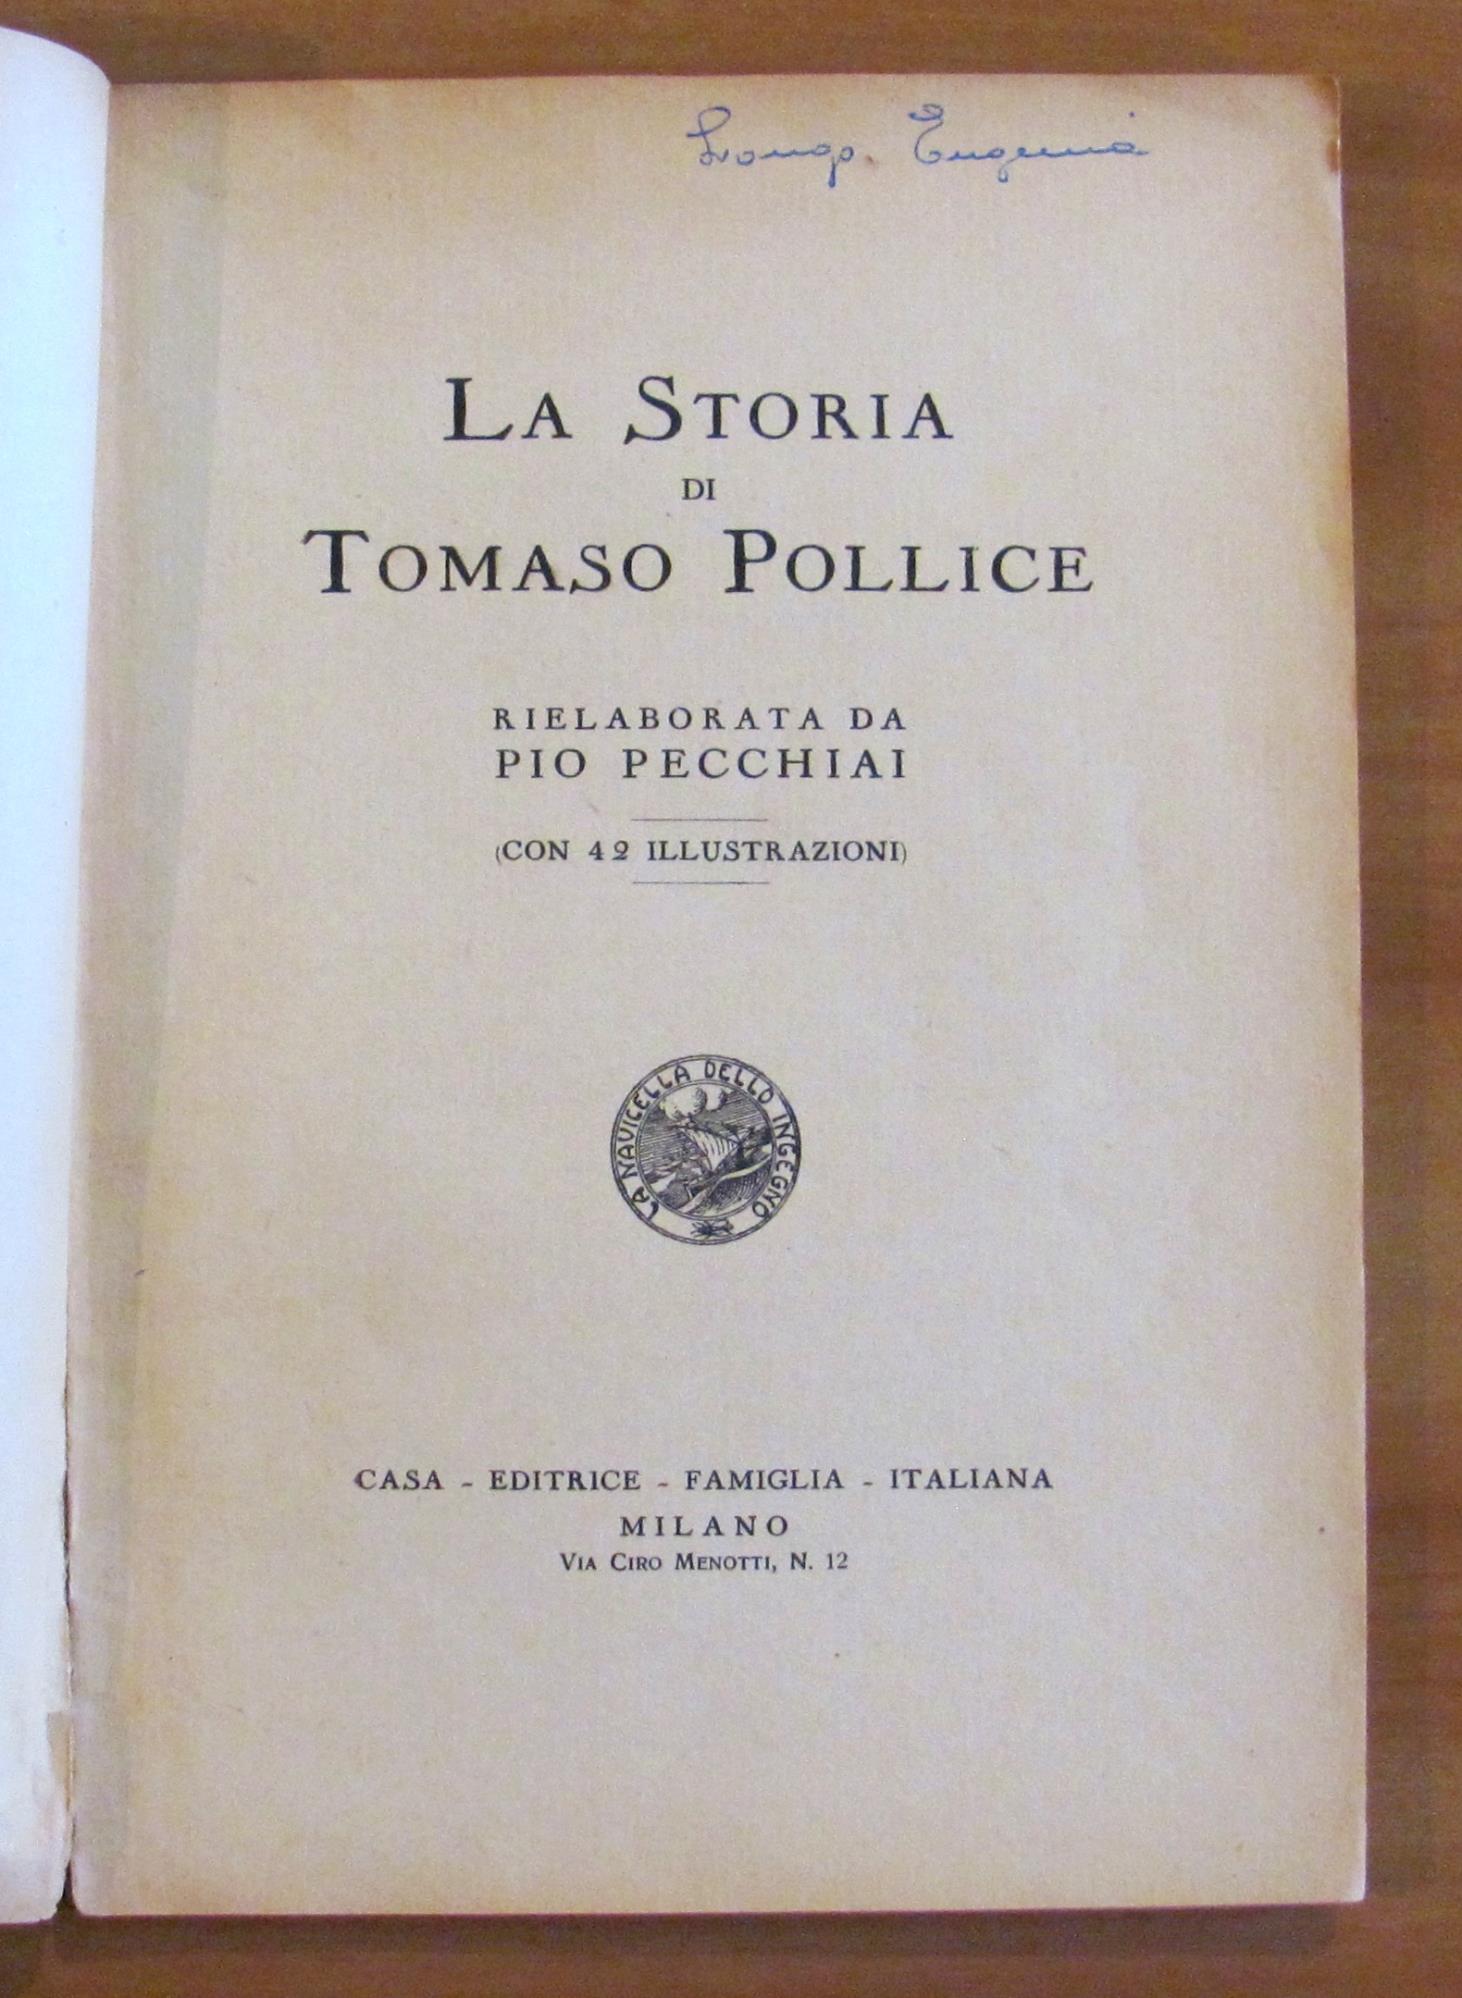 Eugenia
LA STORIA
DI
TOMASO POLLICE
RIELABORATA DA
PIO PECCHIAI
(CON 42 ILLUSTRAZIONI)
LA NAVICELLA DELLO INGEGNO
CASA - EDITRICE - FAMIGLIA - ITALIANA
MILANO
VIA CIRO MENOTTI, N. 12